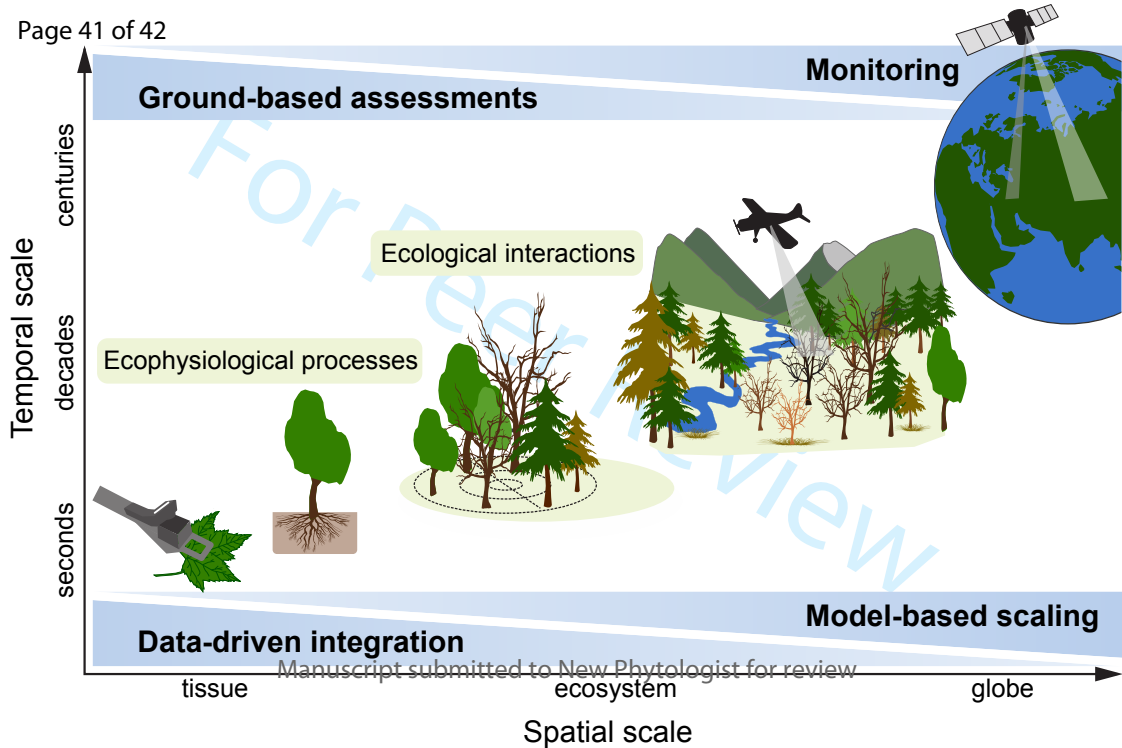 Page 41 of 42
Monitoring
Ground-based assessments
centuries
For Peer Review
Ecological interactions
Temporal scale
decades
Ecophysiological processes
seconds
Model-based scaling
Data-driven integration
Manuscript submitted to New Phytologist for review
tissue
ecosystem
globe
Spatial scale